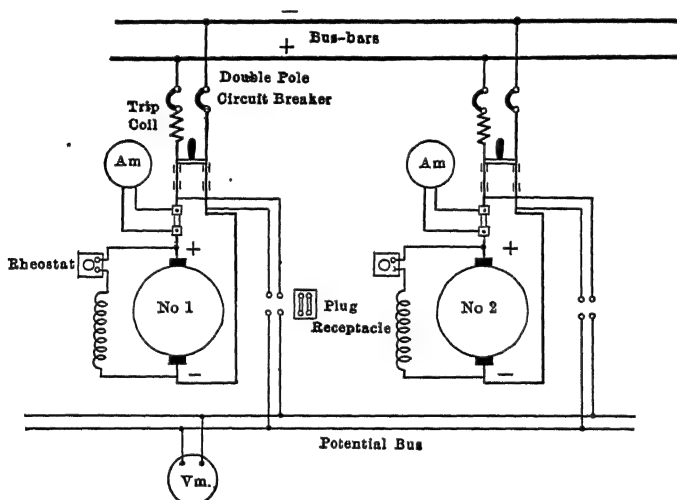 −
Bus-bars
+
Double Pole
Circuit Breaker
Trip
Coil
Am
Am
+
+
Rheostat
No 1
Plug
Receptacle
No 2
−
−
Potential Bus
Vm.